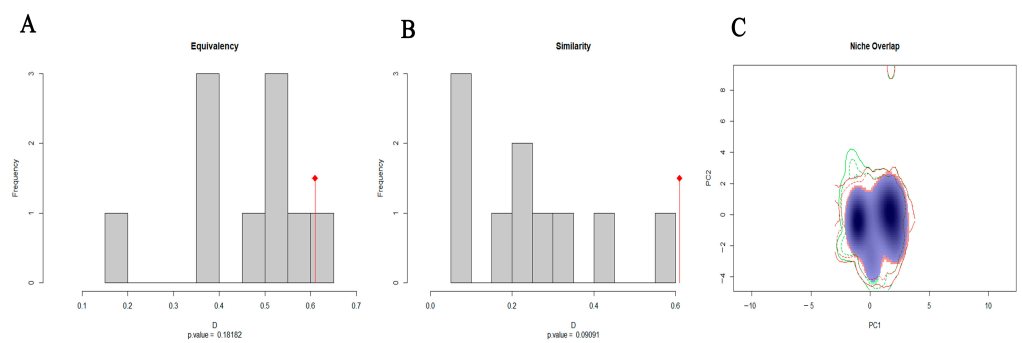 A
Equivalency
Frequency
0
1
2
3
0.1
0.2
0.3
0.4
0.5
0.6
0.7
D
p.value = 0.18182
B
Similarity
Frequency
0
1
2
3
0.0
0.2
0.4
0.6
D
p.value = 0.09091
C
Niche Overlap
PC2
8
6
4
2
0
−2
−4
−10
−5
0
5
10
PC1